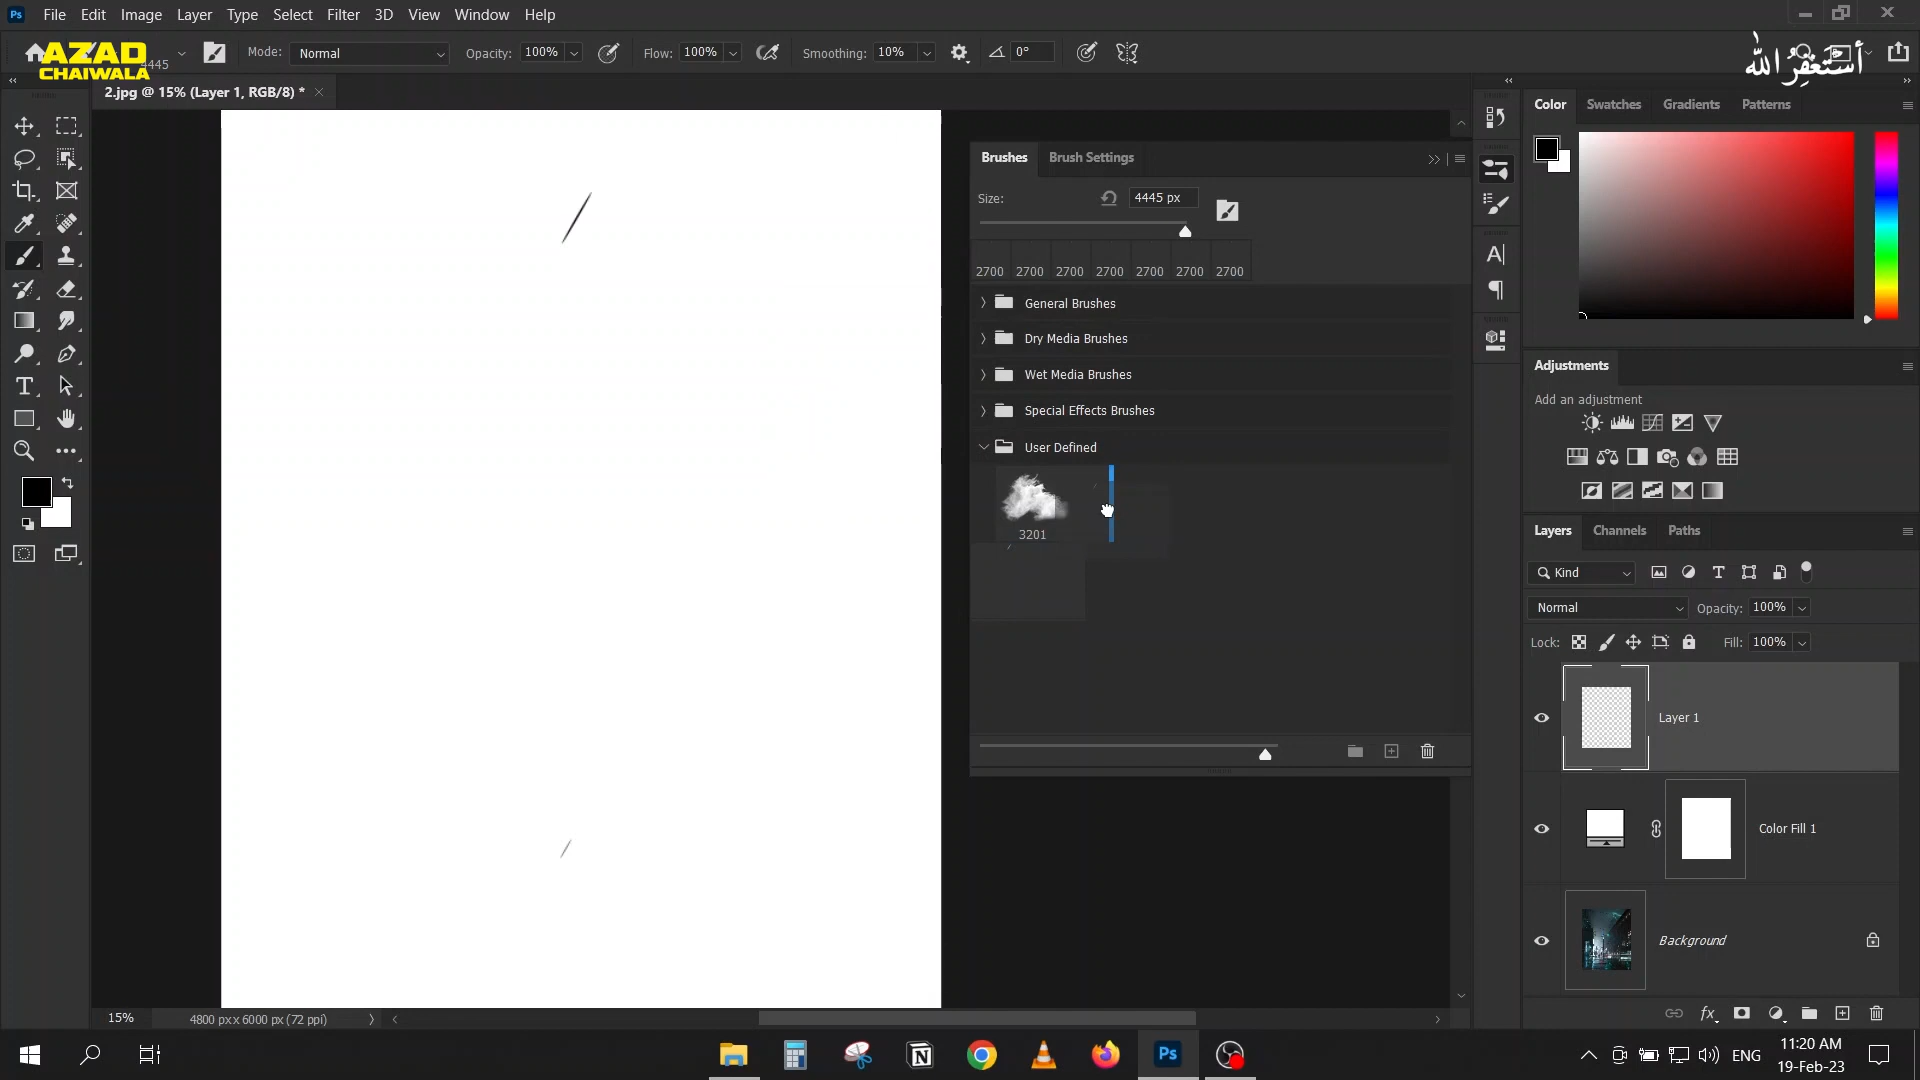 File Edit Image Layer Type Select Filter 3D View Window Help
AZAD
CHAIWALA
4445
Mode: Normal Opacity: 100% Flow: 100% Smoothing: 10% 0°
أستغفِرُ اللّٰه
2.jpg @ 15% (Layer 1, RGB/8) *
Brushes Brush Settings
Size: 4445 px
2700 2700 2700 2700 2700 2700 2700
General Brushes
Dry Media Brushes
Wet Media Brushes
Special Effects Brushes
User Defined
3201
Color Swatches Gradients Patterns
Adjustments
Add an adjustment
Layers Channels Paths
Kind
Normal Opacity: 100%
Lock: Fill: 100%
Layer 1
Color Fill 1
Background
15% 4800 px x 6000 px (72 ppi)
ENG
11:20 AM
19-Feb-23